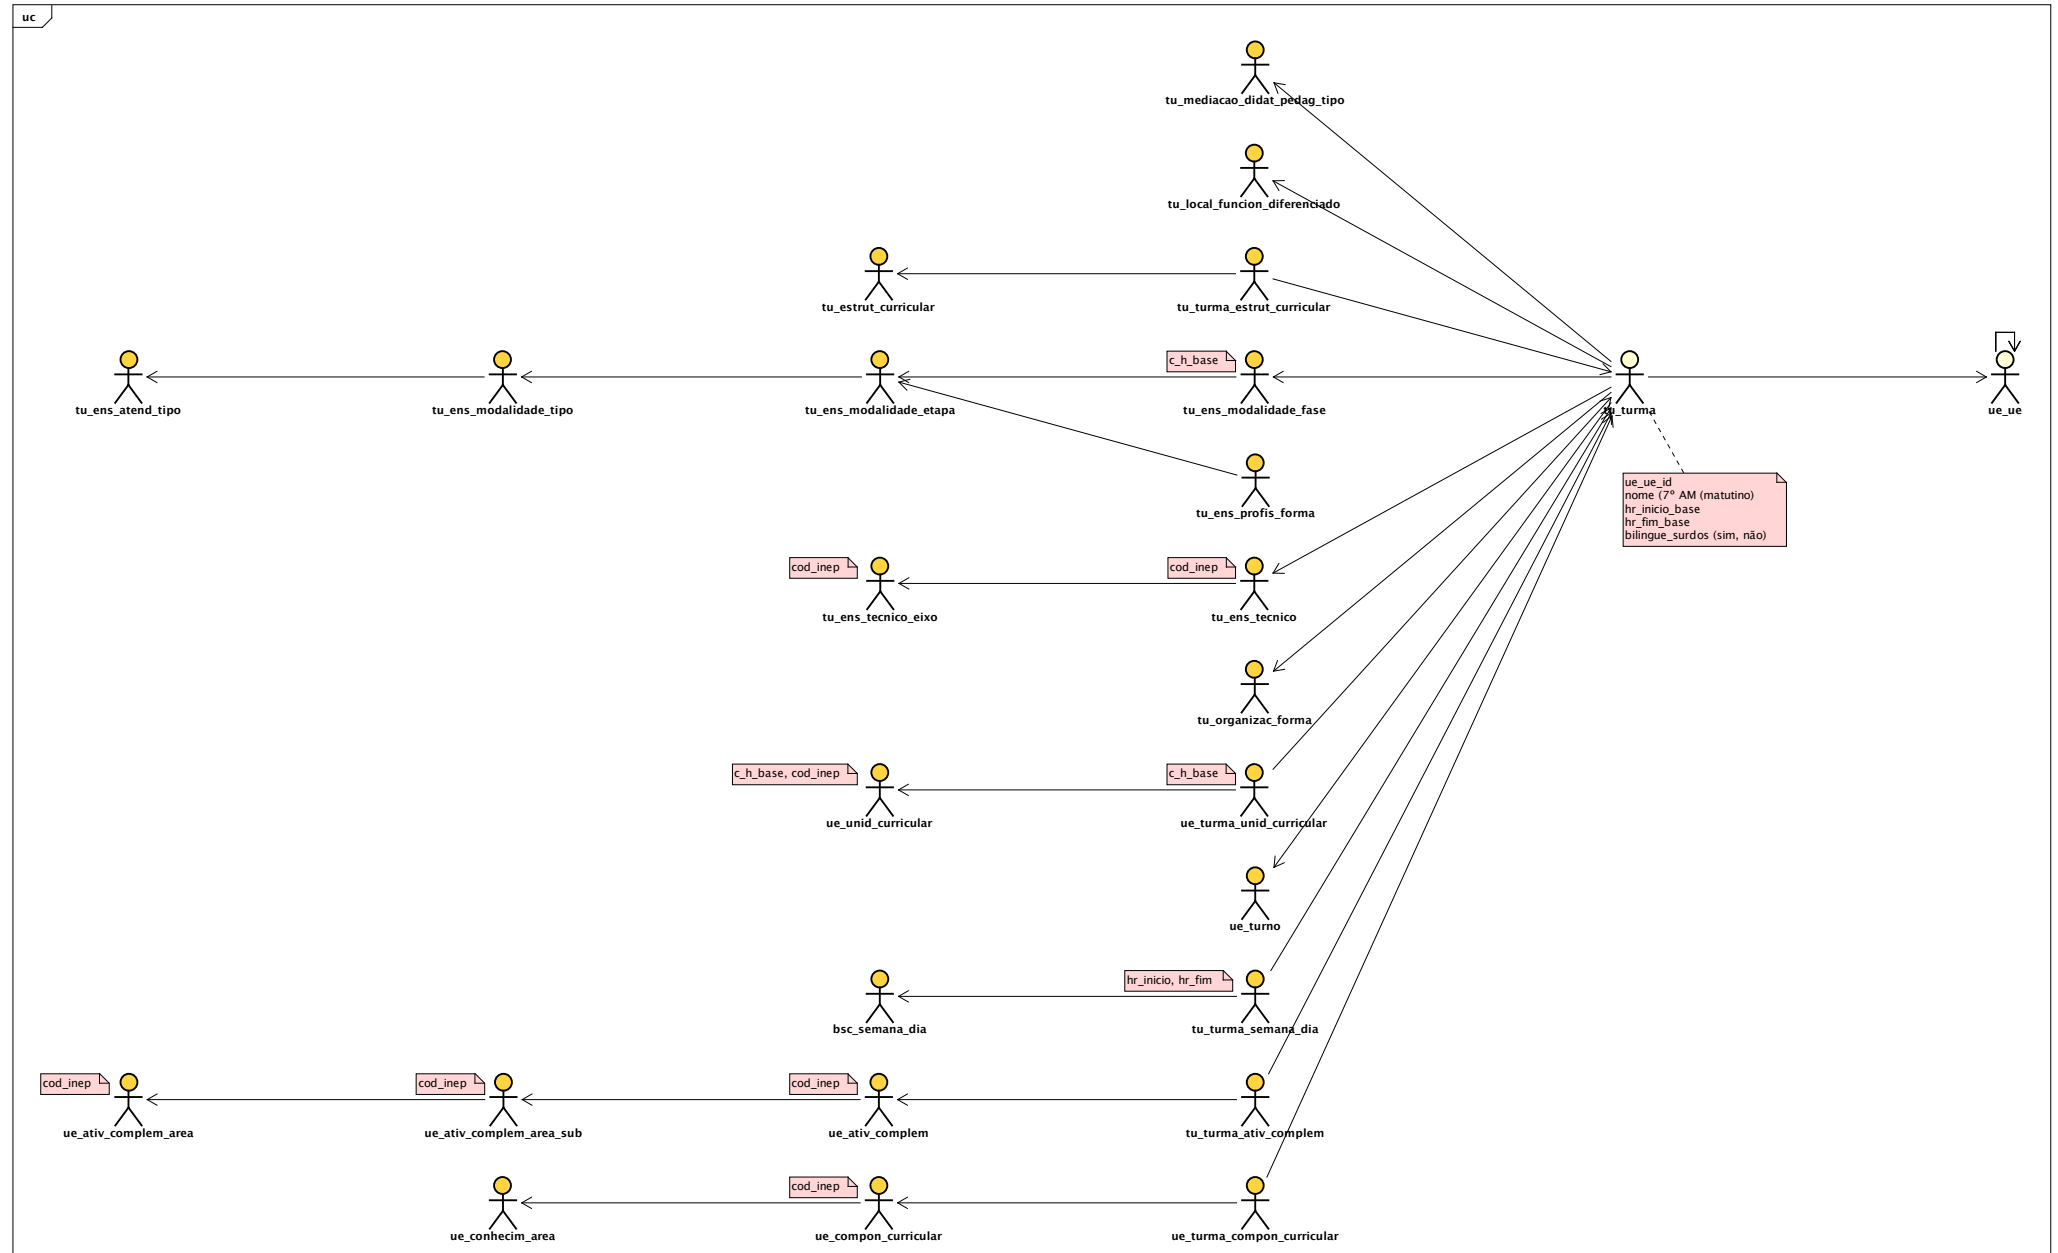 uc
tu_mediacao_didat_pedag_tipo
tu_local_funcion_diferenciado
tu_estrut_curricular
tu_turma_estrut_curricular
c_h_base
tu_ens_atend_tipo
tu_ens_modalidade_tipo
tu_ens_modalidade_etapa
tu_ens_modalidade_fase
tu_turma
ue_ue
ue_ue_id
nome (7º AM (matutino)
hr_inicio_base
hr_fim_base
bilingue_surdos (sim, não)
tu_ens_profis_forma
cod_inep
cod_inep
tu_ens_tecnico_eixo
tu_ens_tecnico
tu_organizac_forma
c_h_base, cod_inep
c_h_base
ue_unid_curricular
ue_turma_unid_curricular
ue_turno
hr_inicio, hr_fim
bsc_semana_dia
tu_turma_semana_dia
cod_inep
cod_inep
cod_inep
ue_ativ_complem_area
ue_ativ_complem_area_sub
ue_ativ_complem
tu_turma_ativ_complem
cod_inep
ue_conhecim_area
ue_compon_curricular
ue_turma_compon_curricular